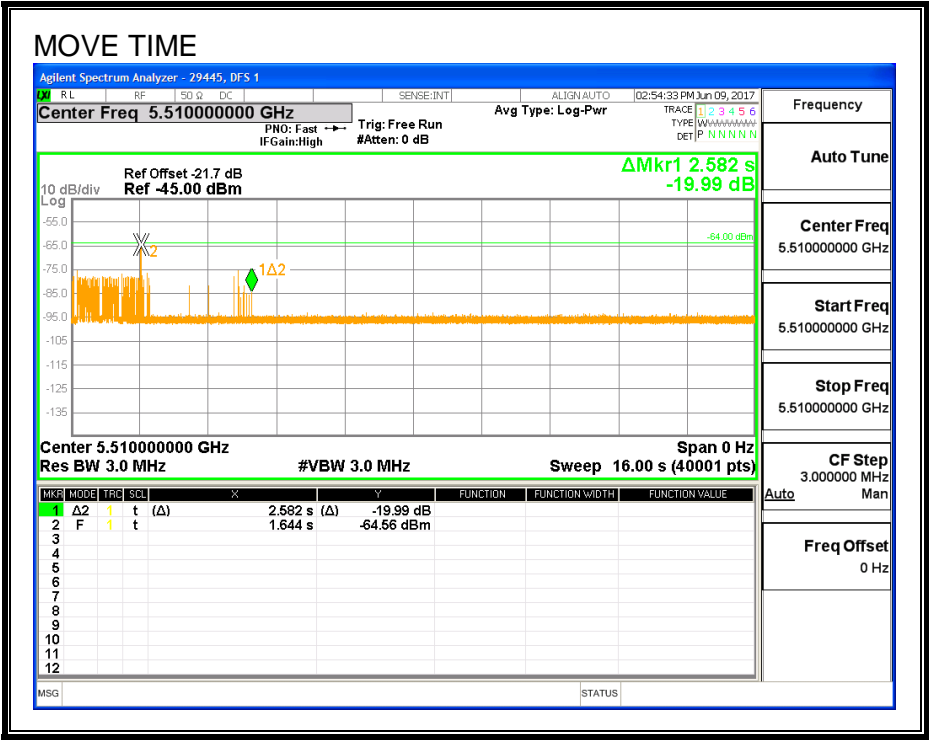 MOVE TIME
Agilent Spectrum Analyzer - 29445, DFS 1
LXI RL RF 50 Ω DC SENSE:INT ALIGNAUTO 02:54:33 PM Jun 09, 2017
Center Freq 5.510000000 GHz
PNO: Fast
IFGain:High
Trig: Free Run
#Atten: 0 dB
Avg Type: Log-Pwr
TRACE 1 2 3 4 5 6
TYPE WWWWWW
DET P N N N N N
ΔMkr1 2.582 s
-19.99 dB
Ref Offset -21.7 dB
Ref -45.00 dBm
10 dB/div
Log
-55.0
-65.0
-75.0
-85.0
-95.0
-105
-115
-125
-135
-64.00 dBm
2
1Δ2
Center 5.510000000 GHz
Span 0 Hz
Res BW 3.0 MHz
#VBW 3.0 MHz
Sweep 16.00 s (40001 pts)
MKR MODE TRC SCL X Y FUNCTION FUNCTION WIDTH FUNCTION VALUE
1 Δ2 1 t (Δ) 2.582 s (Δ) -19.99 dB
2 F 1 t 1.644 s -64.56 dBm
3
4
5
6
7
8
9
10
11
12
MSG
STATUS
Frequency
Auto Tune
Center Freq
5.510000000 GHz
Start Freq
5.510000000 GHz
Stop Freq
5.510000000 GHz
CF Step
3.000000 MHz
Auto Man
Freq Offset
0 Hz